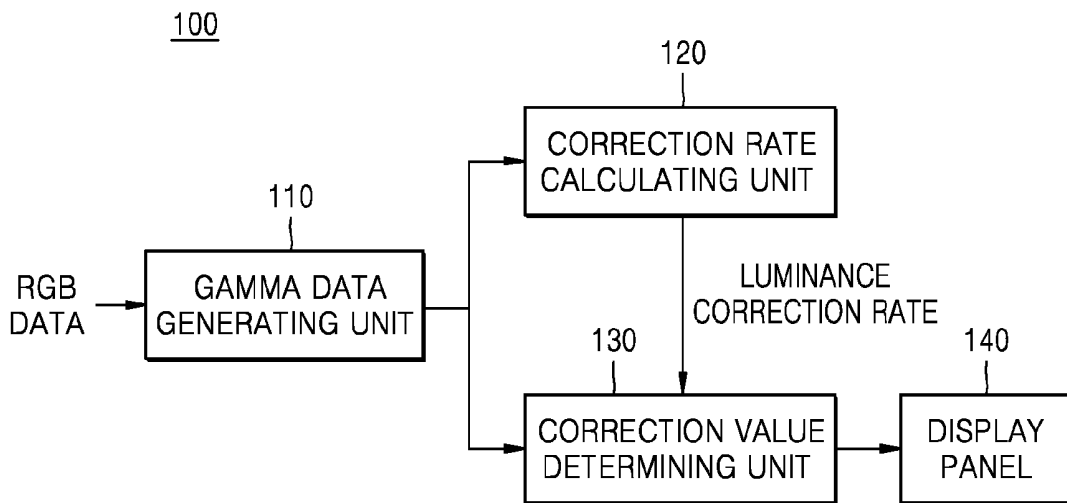 100
120
CORRECTION RATE
CALCULATING UNIT
110
RGB
DATA
GAMMA DATA
GENERATING UNIT
LUMINANCE
CORRECTION RATE
130
CORRECTION VALUE
DETERMINING UNIT
140
DISPLAY
PANEL